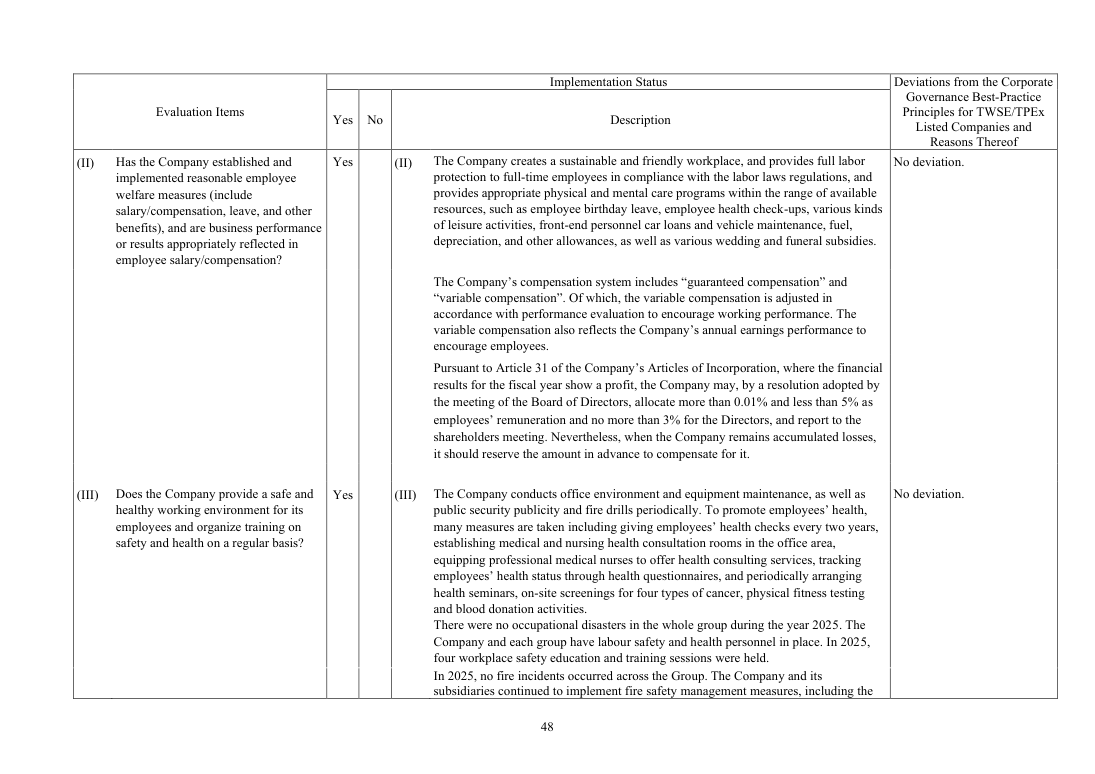 Evaluation Items
Implementation Status
Deviations from the Corporate
Governance Best-Practice
Principles for TWSE/TPEx
Listed Companies and
Reasons Thereof
Yes
No
Description
(II)
Has the Company established and
implemented reasonable employee
welfare measures (include
salary/compensation, leave, and other
benefits), and are business performance
or results appropriately reflected in
employee salary/compensation?
Yes
(II)
The Company creates a sustainable and friendly workplace, and provides full labor
protection to full-time employees in compliance with the labor laws regulations, and
provides appropriate physical and mental care programs within the range of available
resources, such as employee birthday leave, employee health check-ups, various kinds
of leisure activities, front-end personnel car loans and vehicle maintenance, fuel,
depreciation, and other allowances, as well as various wedding and funeral subsidies.
The Company’s compensation system includes “guaranteed compensation” and
“variable compensation”. Of which, the variable compensation is adjusted in
accordance with performance evaluation to encourage working performance. The
variable compensation also reflects the Company’s annual earnings performance to
encourage employees.
Pursuant to Article 31 of the Company’s Articles of Incorporation, where the financial
results for the fiscal year show a profit, the Company may, by a resolution adopted by
the meeting of the Board of Directors, allocate more than 0.01% and less than 5% as
employees’ remuneration and no more than 3% for the Directors, and report to the
shareholders meeting. Nevertheless, when the Company remains accumulated losses,
it should reserve the amount in advance to compensate for it.
No deviation.
(III)
Does the Company provide a safe and
healthy working environment for its
employees and organize training on
safety and health on a regular basis?
Yes
(III)
The Company conducts office environment and equipment maintenance, as well as
public security publicity and fire drills periodically. To promote employees’ health,
many measures are taken including giving employees’ health checks every two years,
establishing medical and nursing health consultation rooms in the office area,
equipping professional medical nurses to offer health consulting services, tracking
employees’ health status through health questionnaires, and periodically arranging
health seminars, on-site screenings for four types of cancer, physical fitness testing
and blood donation activities.
There were no occupational disasters in the whole group during the year 2025. The
Company and each group have labour safety and health personnel in place. In 2025,
four workplace safety education and training sessions were held.
In 2025, no fire incidents occurred across the Group. The Company and its
subsidiaries continued to implement fire safety management measures, including the
No deviation.
48